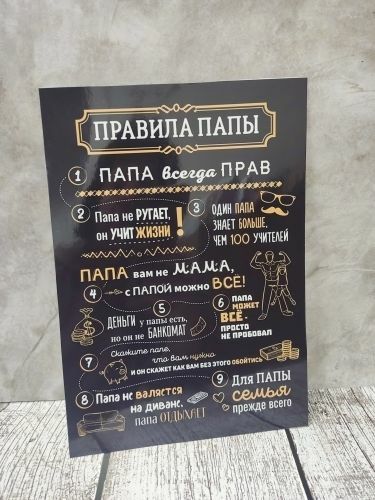 ПРАВИЛА ПАПЫ
1 ПАПА всегда ПРАВ
2 Папа не РУГАЕТ,
он УЧИТ ЖИЗНИ!
3 ОДИН ПАПА
ЗНАЕТ БОЛЬШЕ,
ЧЕМ 100 УЧИТЕЛЕЙ
ПАПА вам не МАМА,
4 с ПАПОЙ можно ВСЁ!
5 ДЕНЬГИ у папы есть,
но он не БАНКОМАТ
6 ПАПА
МОЖЕТ
ВСЁ -
ПРОСТО
НЕ ПРОБОВАЛ
7 Скажите папе,
что вам нужно
И ОН СКАЖЕТ КАК ВАМ БЕЗ ЭТОГО ОБОЙТИСЬ
8 Папа не валяется
на диване,
папа ОТДЫХАЕТ
9 Для ПАПЫ
семья
прежде всего